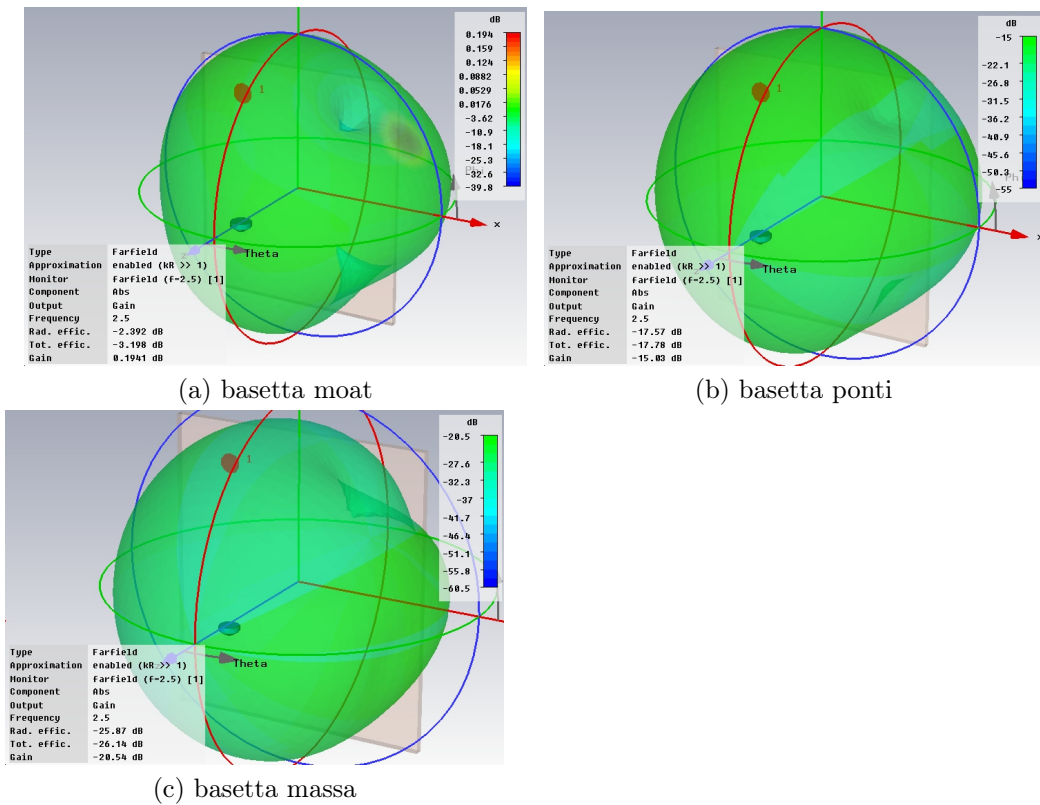 dB
0.194
0.159
0.124
0.0882
0.0529
0.0176
-3.62
-10.9
-18.1
-25.3
-32.6
-39.8
1
x
Theta
Type Farfield
Approximation enabled (kR >> 1)
Monitor Farfield (f=2.5) [1]
Component Abs
Output Gain
Frequency 2.5
Rad. effic. -2.392 dB
Tot. effic. -3.198 dB
Gain 0.1941 dB
(a) basetta moat
dB
-15
-22.1
-26.8
-31.5
-36.2
-40.9
-45.6
-50.3
-55
1
Ph
x
Theta
Type Farfield
Approximation enabled (kR >> 1)
Monitor Farfield (f=2.5) [1]
Component Abs
Output Gain
Frequency 2.5
Rad. effic. -17.57 dB
Tot. effic. -17.78 dB
Gain -15.03 dB
(b) basetta ponti
dB
-20.5
-27.6
-32.3
-37
-41.7
-46.4
-51.1
-55.8
-60.5
1
Theta
Type Farfield
Approximation enabled (kR >> 1)
Monitor farfield (f=2.5) [1]
Component Abs
Output Gain
Frequency 2.5
Rad. effic. -25.87 dB
Tot. effic. -26.14 dB
Gain -20.54 dB
(c) basetta massa